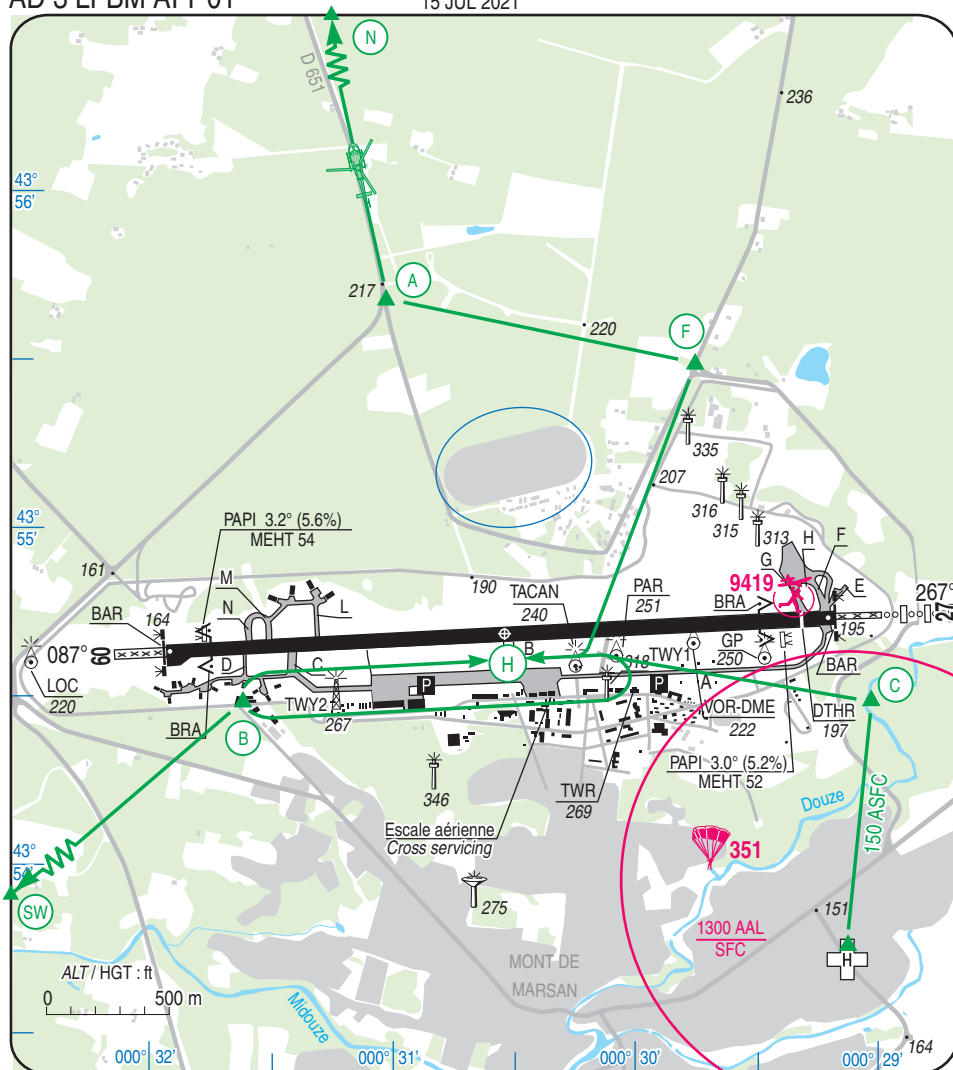 AD 3 LFBM APP 01
15 JUL 2021
N
D 651
236
43°
56'
A
217
220
F
335
207
316
315
313
43°
55'
PAPI 3.2° (5.6%)
MEHT 54
161
M
190
TACAN
240
PAR
251
9419
G
H
F
BRA
E
267°
27
BAR
164
N
L
195
087°
09
LOC
220
D
C
B
H
218
TWY1
GP
250
BAR
BRA
TWY2
267
P
P
A
VOR-DME
222
DTHR
197
C
B
PAPI 3.0° (5.2%)
MEHT 52
346
TWR
269
Douze
Escale aérienne
Cross servicing
150 ASFC
351
43°
54'
SW
275
151
1300 AAL
SFC
H
ALT / HGT : ft
0
500 m
MONT DE
MARSAN
Midouze
164
000° 32'
000° 31'
000° 30'
000° 29'